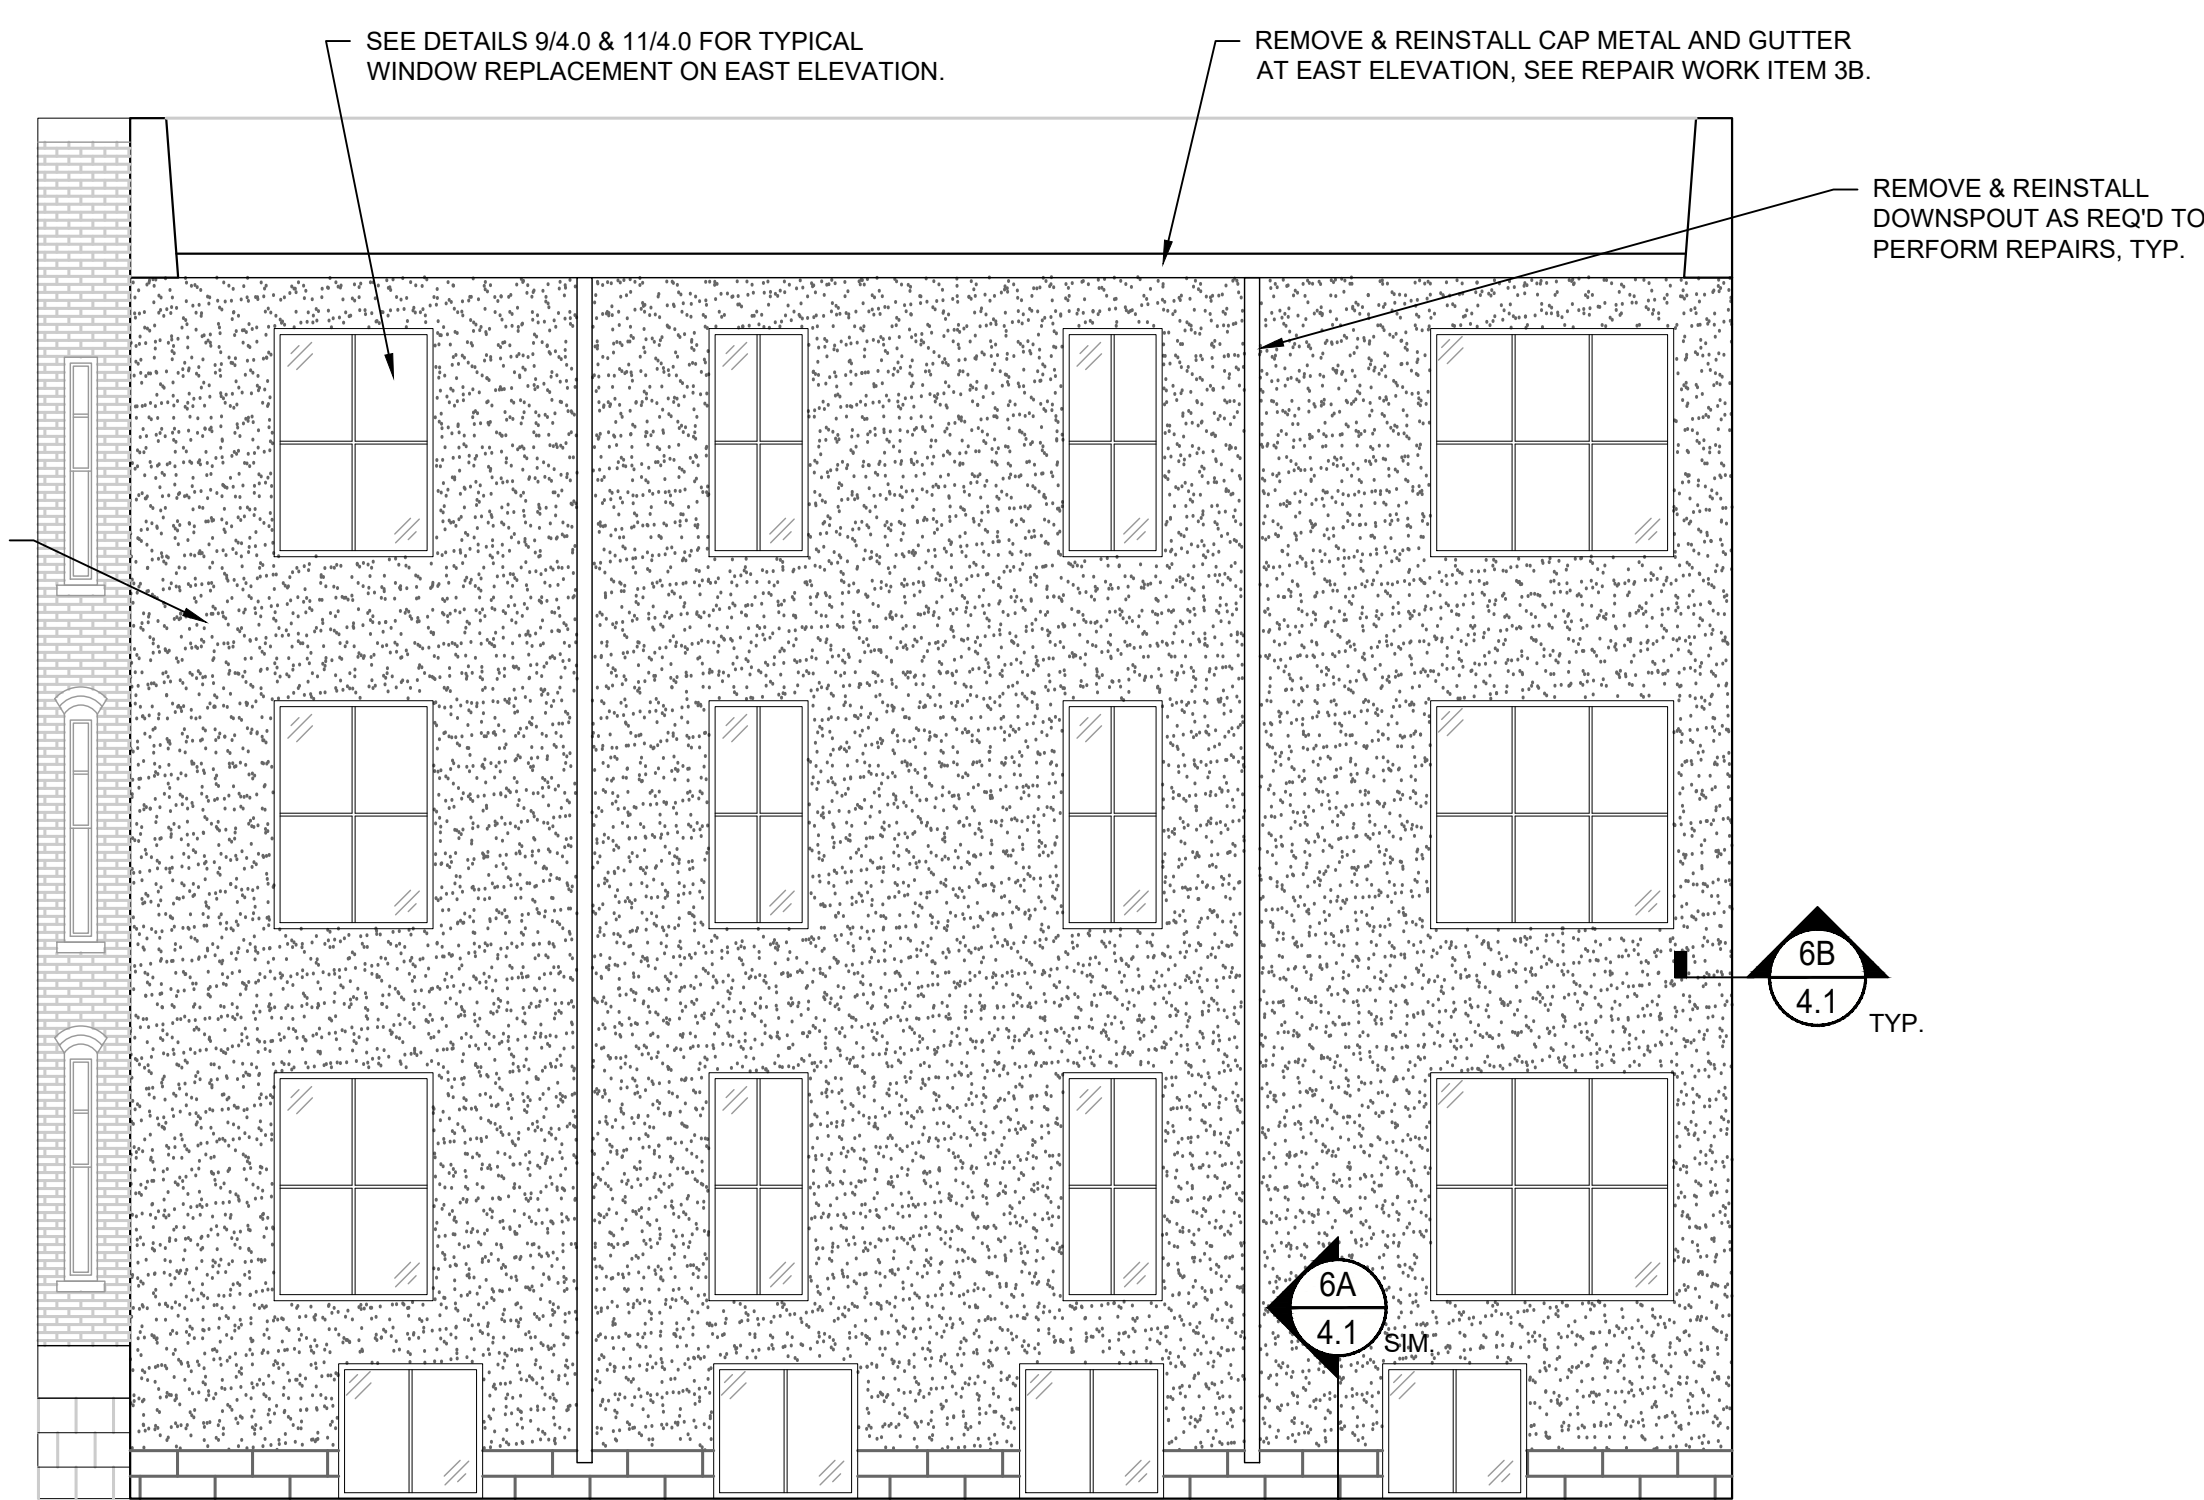 SEE DETAILS 9/4.0 & 11/4.0 FOR TYPICAL
WINDOW REPLACEMENT ON EAST ELEVATION.
REMOVE & REINSTALL CAP METAL AND GUTTER
AT EAST ELEVATION, SEE REPAIR WORK ITEM 3B.
REMOVE & REINSTALL
DOWNSPOUT AS REQ'D TO
PERFORM REPAIRS, TYP.
6B
4.1
TYP.
6A
4.1
SIM.